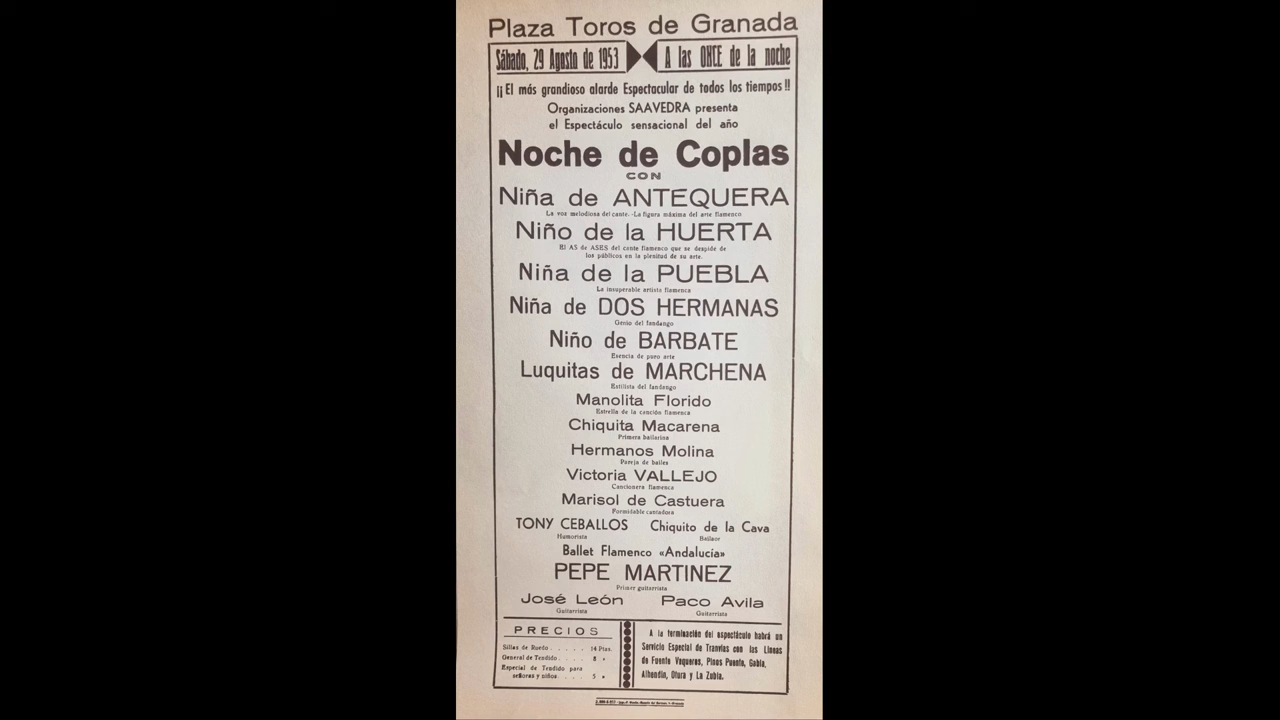 Plaza Toros de Granada
Sábado, 29 Agosto de 1953 A las ONCE de la noche
¡¡El más grandioso alarde Espectacular de todos los tiempos!!
Organizaciones SAAVEDRA presenta
el Espectáculo sensacional del año
Noche de Coplas
CON
Niña de ANTEQUERA
La voz melodiosa del cante.-La figura máxima del arte flamenco
Niño de la HUERTA
El AS de ASES del cante flamenco que se despide de
los públicos en la plenitud de su arte.
Niña de la PUEBLA
La insuperable artista flamenca
Niña de DOS HERMANAS
Genio del fandango
Niño de BARBATE
Esencia de puro arte
Luquitas de MARCHENA
Estilista del fandango
Manolita Florido
Estrella de la canción flamenca
Chiquita Macarena
Primera bailarina
Hermanos Molina
Pareja de bailes
Victoria VALLEJO
Cancionera flamenca
Marisol de Castuera
Formidable cantadora
TONY CEBALLOS Chiquito de la Cava
Humorista Bailaor
Ballet Flamenco «Andalucía»
PEPE MARTINEZ
Primer guitarrista
José León Paco Avila
Guitarrista Guitarrista
PRECIOS
Sillas de Ruedo . . . . . 14 Ptas.
General de Tendido . . . . 8 »
Especial de Tendido para
señoras y niños . . . . 5 »
A la terminación del espectáculo habrá un
Servicio Especial de Tranvías con las Líneas
de Fuente Vaqueros, Pinos Puente, Gabia,
Alhendín, Otura y La Zubia.